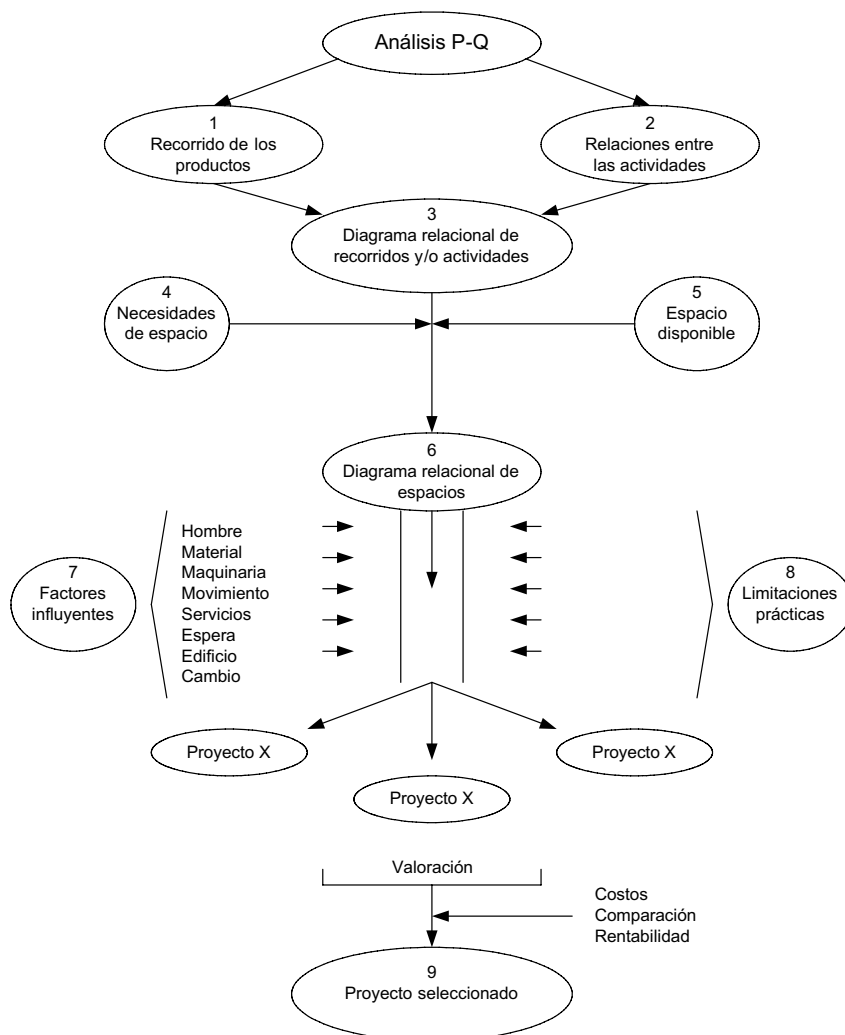 Análisis P-Q
1
Recorrido de los
productos
2
Relaciones entre
las actividades
3
Diagrama relacional de
recorridos y/o actividades
4
Necesidades
de espacio
5
Espacio
disponible
6
Diagrama relacional de
espacios
7
Factores
influyentes
Hombre
Material
Maquinaria
Movimiento
Servicios
Espera
Edificio
Cambio
8
Limitaciones
prácticas
Proyecto X
Proyecto X
Proyecto X
Valoración
Costos
Comparación
Rentabilidad
9
Proyecto seleccionado